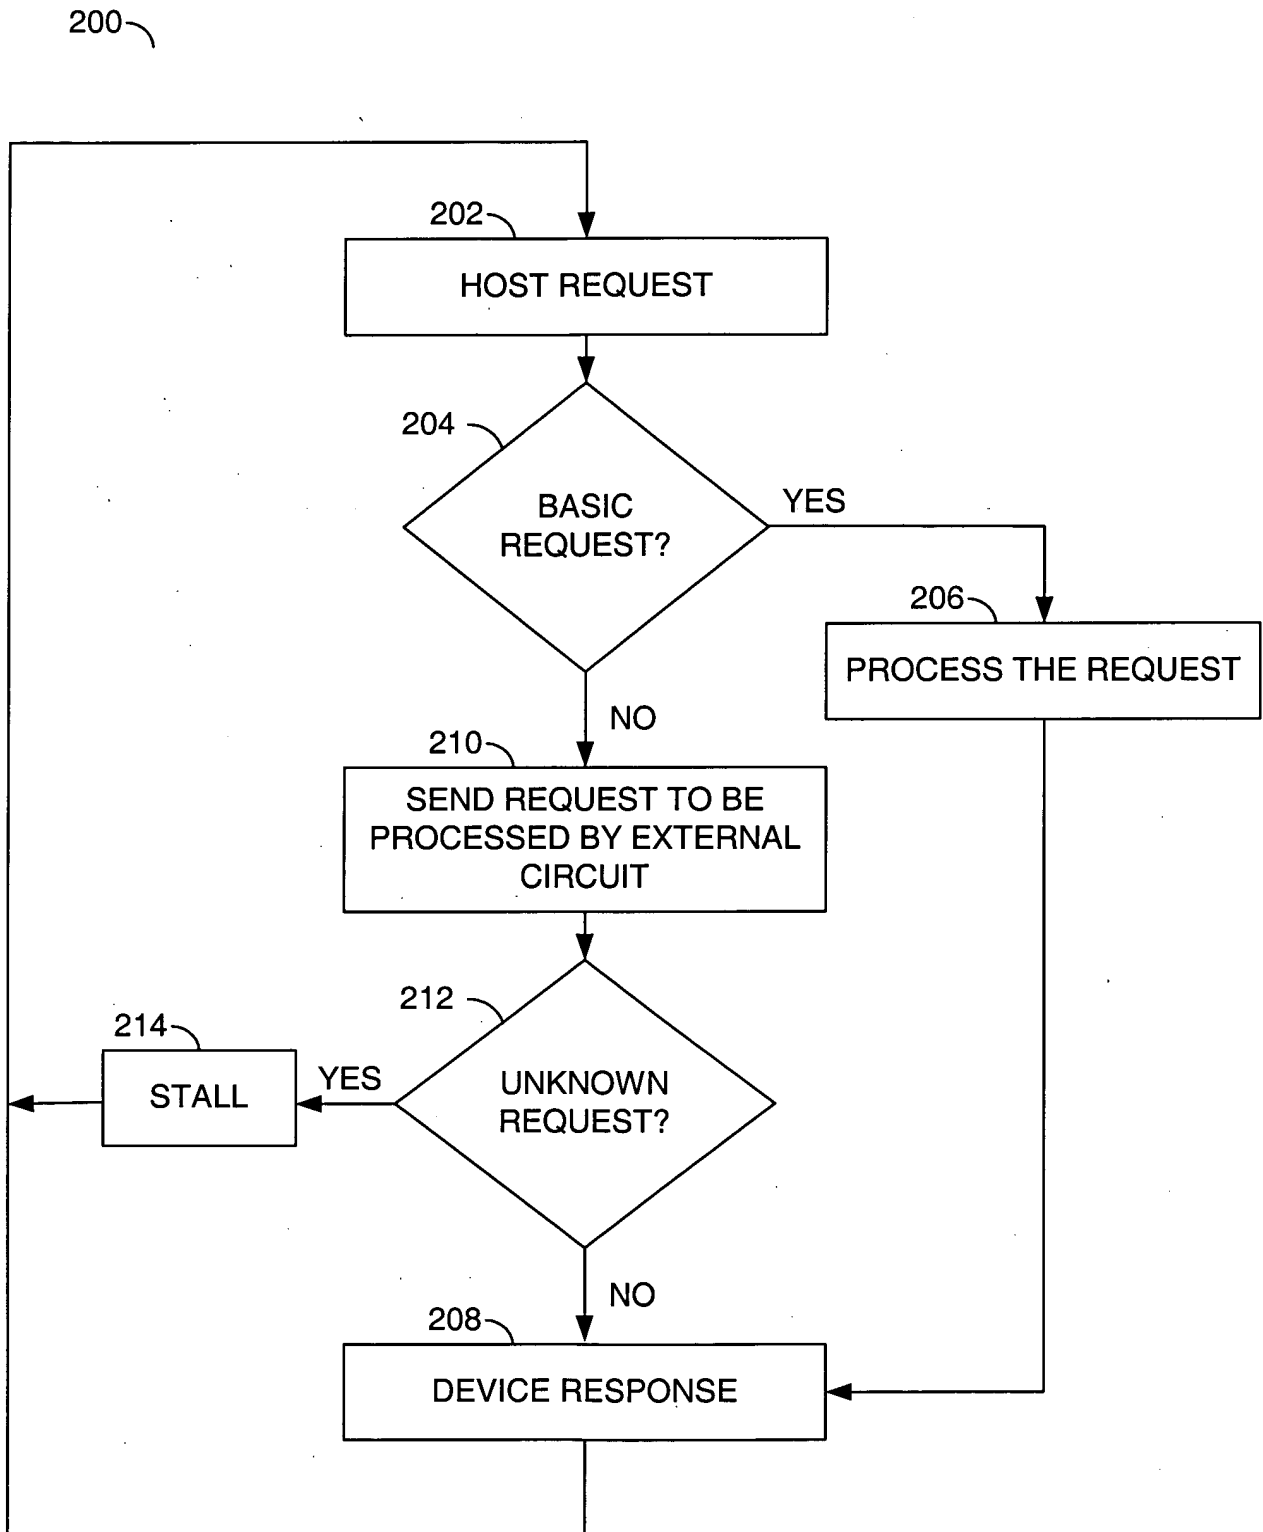 200
202
HOST REQUEST
204
BASIC
REQUEST?
YES
206
PROCESS THE REQUEST
NO
210
SEND REQUEST TO BE
PROCESSED BY EXTERNAL
CIRCUIT
212
UNKNOWN
REQUEST?
YES
214
STALL
NO
208
DEVICE RESPONSE